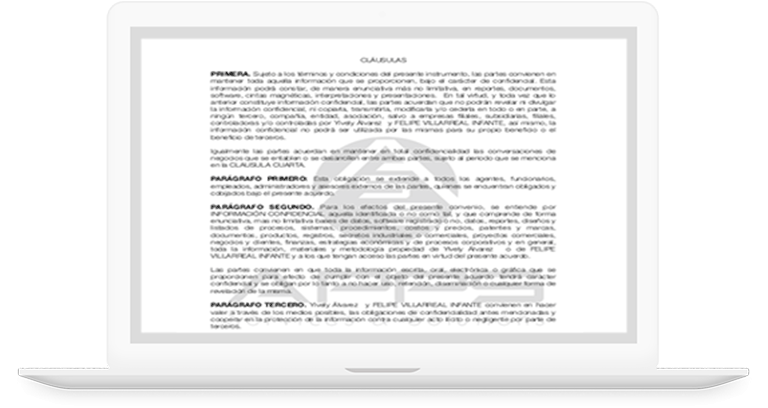 CLÁUSULAS
PRIMERA. Sujeto a los términos y condiciones del presente instrumento, las partes convienen en
mantener toda aquella información que se proporcionen, bajo el carácter de confidencial. Esta
información podrá constar, de manera enunciativa más no limitativa, en reportes, documentos,
software, cintas magnéticas, interpretaciones y presentaciones. En tal virtud, y toda vez que lo
anterior constituye información confidencial, las partes acuerdan que no podrán revelar ni divulgar
la información confidencial, ni copiarla, transmitirla, modificarla y/o cederla en todo o en parte, a
ningún tercero, compañía, entidad, asociación, salvo a empresas filiales, subsidiarias, filiales,
controladoras y/o controladas por Yively Álvarez y FELIPE VILLARREAL INFANTE, así mismo, la
información confidencial no podrá ser utilizada por las mismas para su propio beneficio o el
beneficio de terceros.
Igualmente las partes acuerdan en mantener en total confidencialidad las conversaciones de
negocios que se entablan o se desarrollen entre ambas partes, sujeto al periodo que se menciona
en la CLAUSULA CUARTA.
PARÁGRAFO PRIMERO: Esta obligación se extiende a todos los agentes, funcionarios,
empleados, administradores y asesores externos de las partes, quienes se encuentran obligados y
cobijados bajo el presente acuerdo.
PARÁGRAFO SEGUNDO. Para los efectos del presente convenio, se entiende por
INFORMACIÓN CONFIDENCIAL aquella identificada o no como tal, y que comprende de forma
enunciativa, mas no limitativa bases de datos, software registrado o no, datos, reportes, diseños y
listados de procesos, sistemas, procedimientos, costos y precios, patentes y marcas,
documentos, productos, registros, secretos industriales o comerciales, proyectos comerciales,
negocios y clientes, finanzas, estrategias económicas y de procesos corporativos y en general,
toda la información, materiales y metodología propiedad de Yively Álvarez o de FELIPE
VILLARREAL INFANTE y a los que tengan acceso las partes en virtud del presente acuerdo.
Las partes convienen en que toda la información escrita, oral, electrónica o gráfica que se
proporcionen para efecto de cumplir con el objeto del presente acuerdo tendrá carácter
confidencial y se obligan por lo tanto a no hacer uso, retención, diseminación o cualquier forma de
revelación de la misma.
PARÁGRAFO TERCERO. Yively Álvarez y FELIPE VILLARREAL INFANTE convienen en hacer
valer a través de los medios posibles, las obligaciones de confidencialidad antes mencionadas y
cooperar en la protección de la información contra cualquier acto ilícito o negligente por parte de
terceros.
APPS